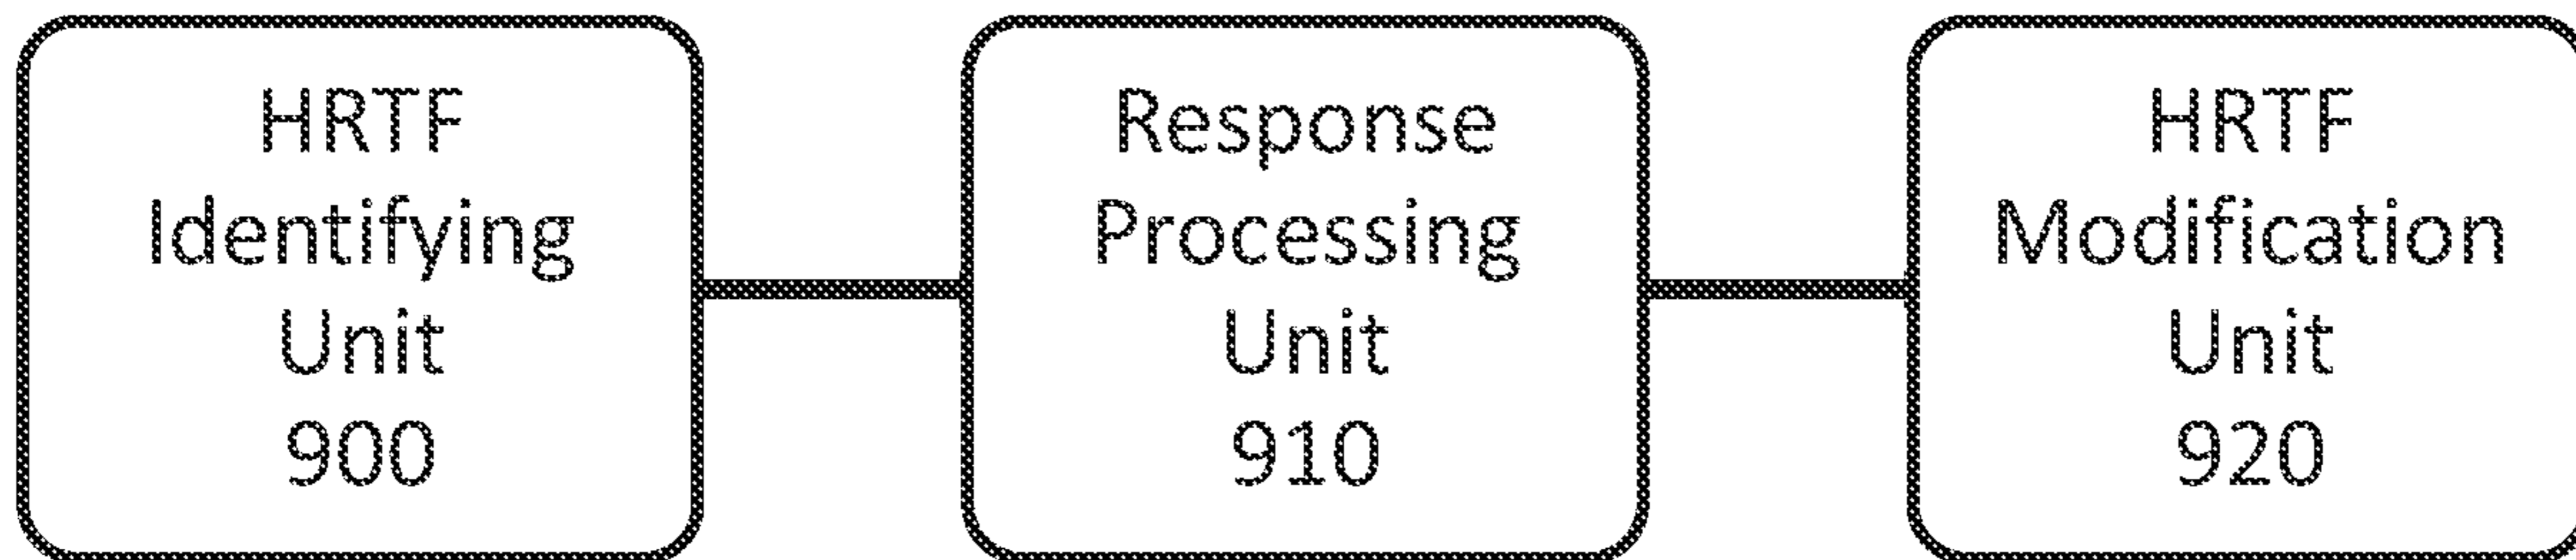 HRTF
Identifying
Unit
900
Response
Processing
Unit
910
HRTF
Modification
Unit
920